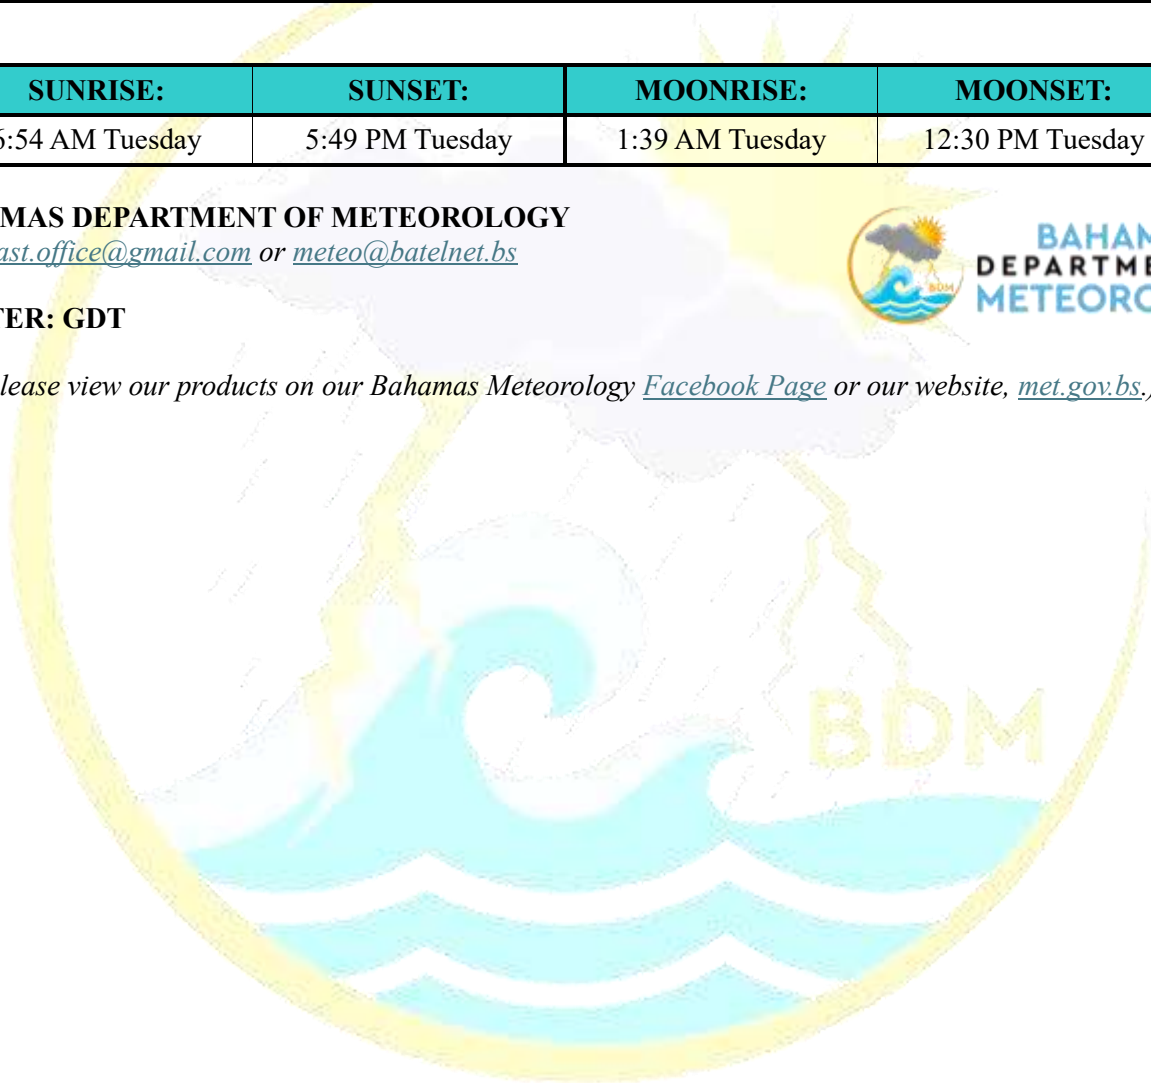 SUNRISE: SUNSET: MOONRISE: MOONSET:
6:54 AM Tuesday 5:49 PM Tuesday 1:39 AM Tuesday 12:30 PM Tuesday
MAS DEPARTMENT OF METEOROLOGY
ast.office@gmail.com or meteo@batelnet.bs
BAHAM
DEPARTME
METEORO
BDM
TER: GDT
lease view our products on our Bahamas Meteorology Facebook Page or our website, met.gov.bs.)
BDM